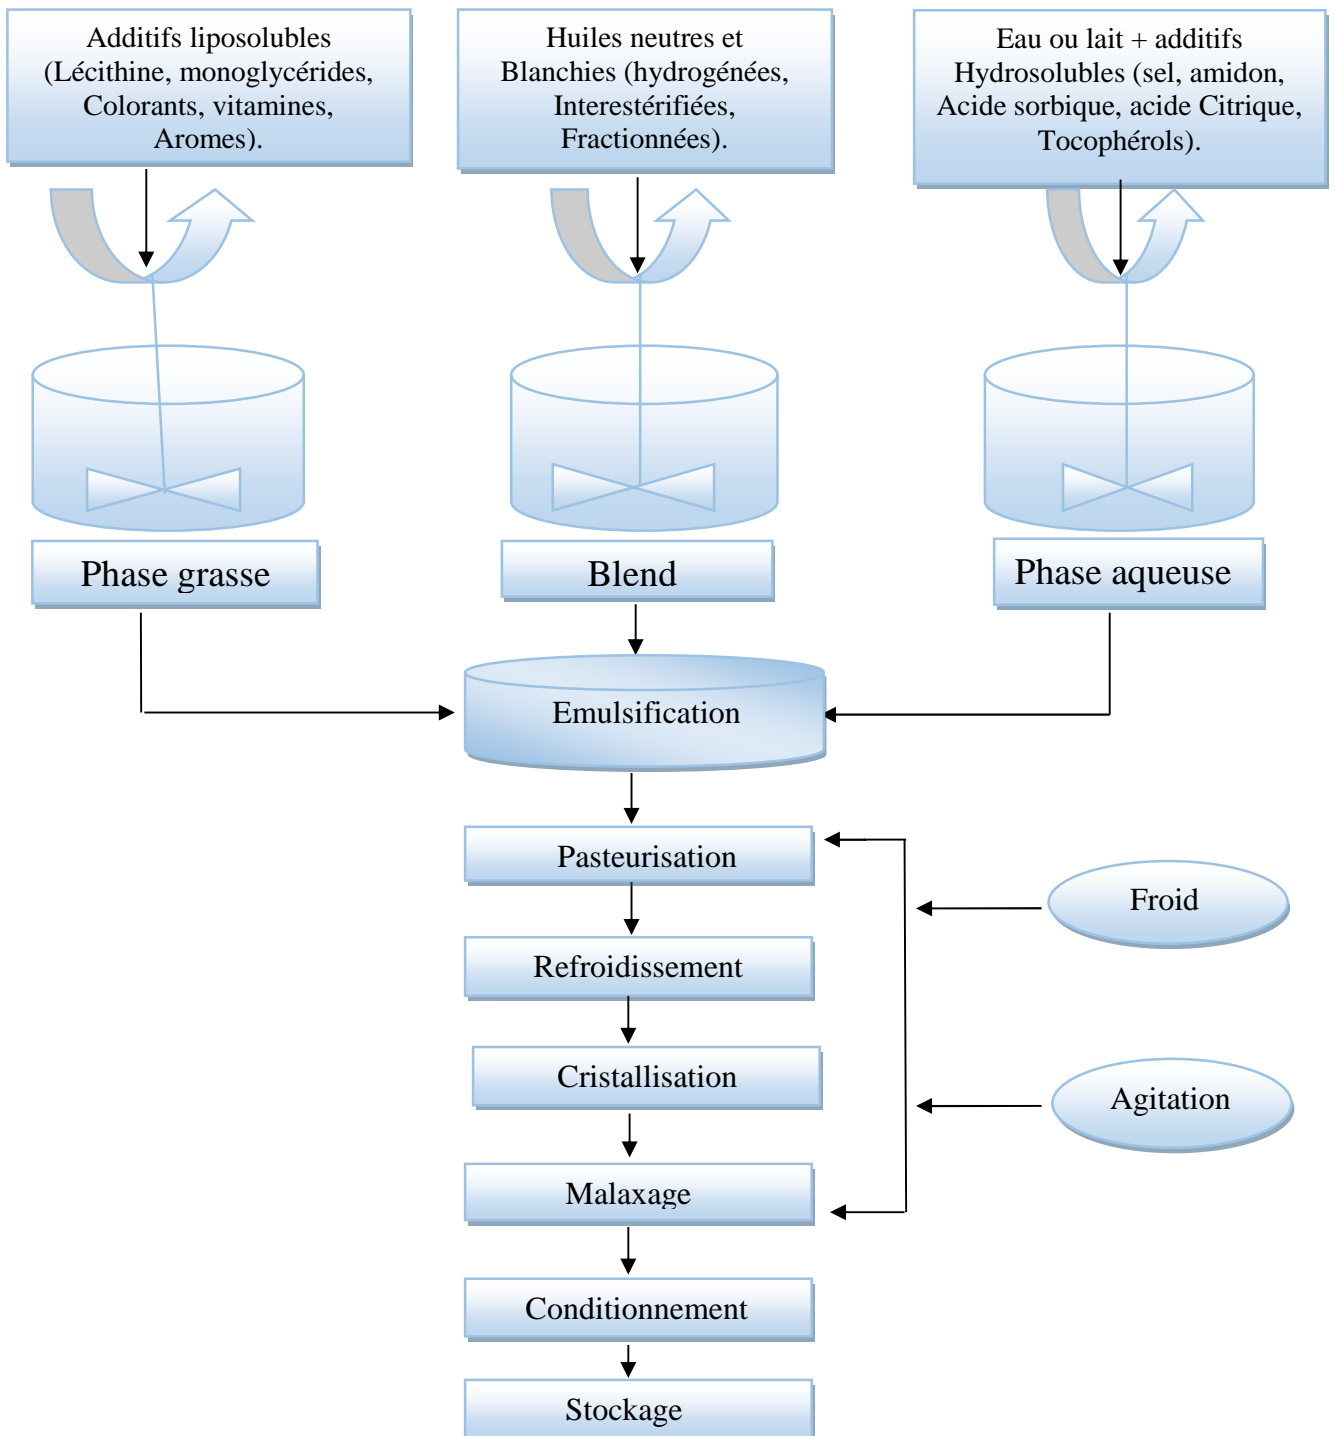 Additifs liposolubles
(Lécithine, monoglycérides,
Colorants, vitamines,
Aromes).
Huiles neutres et
Blanchies (hydrogénées,
Interestérifiées,
Fractionnées).
Eau ou lait + additifs
Hydrosolubles (sel, amidon,
Acide sorbique, acide Citrique,
Tocophérols).
Phase grasse
Blend
Phase aqueuse
Emulsification
Pasteurisation
Froid
Refroidissement
Cristallisation
Agitation
Malaxage
Conditionnement
Stockage